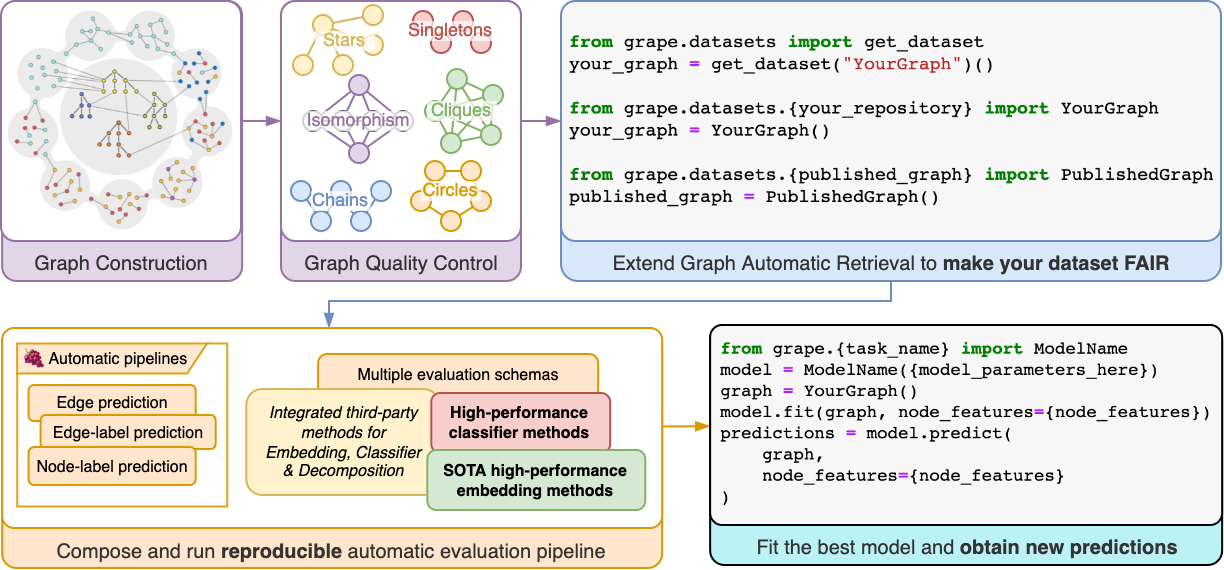 Graph Construction
Stars
Singletons
Isomorphism
Cliques
Chains
Circles
Graph Quality Control
from grape.datasets import get_dataset
your_graph = get_dataset("YourGraph")()
from grape.datasets.{your_repository} import YourGraph
your_graph = YourGraph()
from grape.datasets.{published_graph} import PublishedGraph
published_graph = PublishedGraph()
Extend Graph Automatic Retrieval to make your dataset FAIR
Automatic pipelines
Edge prediction
Edge-label prediction
Node-label prediction
Multiple evaluation schemas
Integrated third-party
methods for
Embedding, Classifier
& Decomposition
High-performance
classifier methods
SOTA high-performance
embedding methods
Compose and run reproducible automatic evaluation pipeline
from grape.{task_name} import ModelName
model = ModelName({model_parameters_here})
graph = YourGraph()
model.fit(graph, node_features={node_features})
predictions = model.predict(
graph,
node_features={node_features}
)
Fit the best model and obtain new predictions